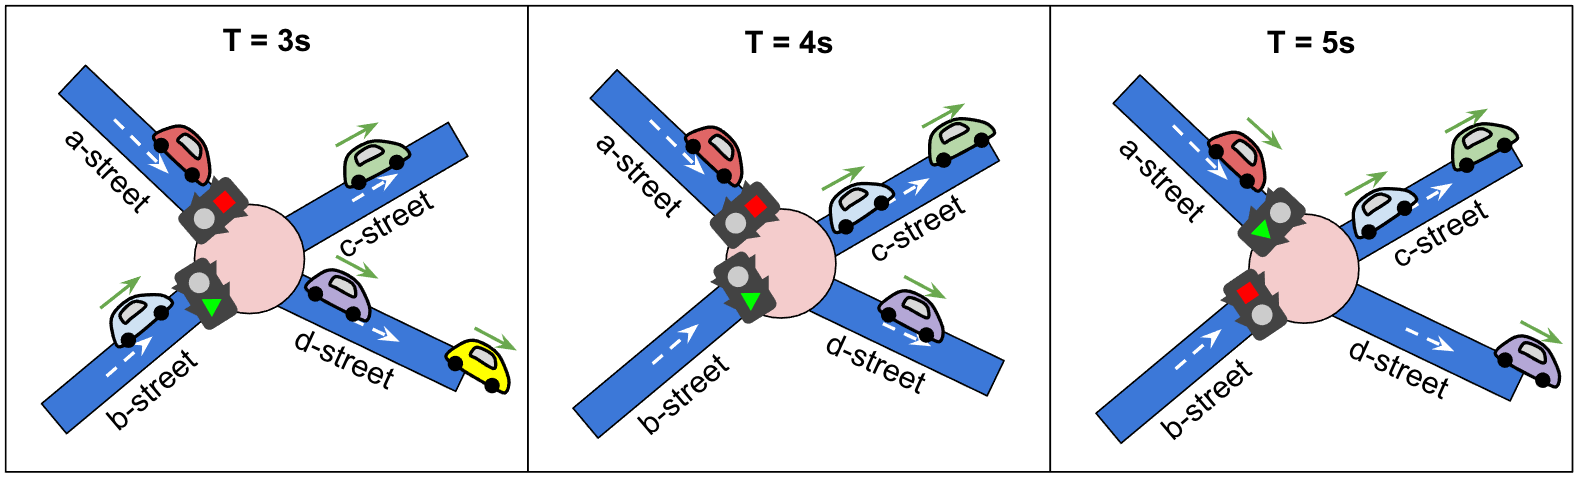 T = 3s
a-street
c-street
b-street
d-street
T = 4s
a-street
c-street
b-street
d-street
T = 5s
a-street
c-street
b-street
d-street